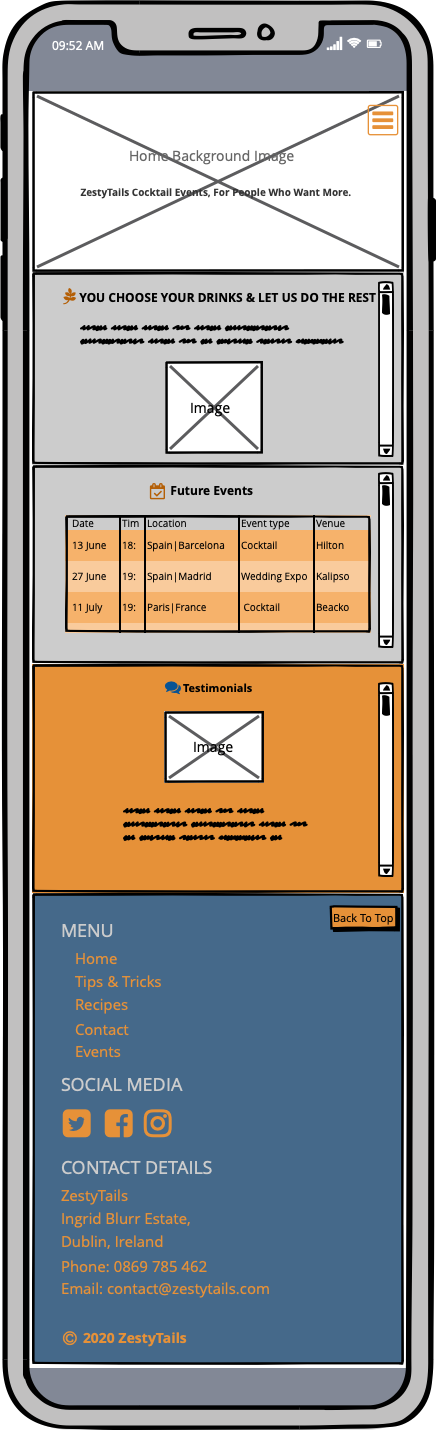 09:52 AM
Home Background Image
ZestyTails Cocktail Events, For People Who Want More.
YOU CHOOSE YOUR DRINKS & LET US DO THE REST
Image
Future Events
Date Tim Location Event type Venue
13 June 18: Spain|Barcelona Cocktail Hilton
27 June 19: Spain|Madrid Wedding Expo Kalipso
11 July 19: Paris|France Cocktail Beacko
Testimonials
Image
Back To Top
MENU
Home
Tips & Tricks
Recipes
Contact
Events
SOCIAL MEDIA
CONTACT DETAILS
ZestyTails
Ingrid Blurr Estate,
Dublin, Ireland
Phone: 0869 785 462
Email: contact@zestytails.com
© 2020 ZestyTails